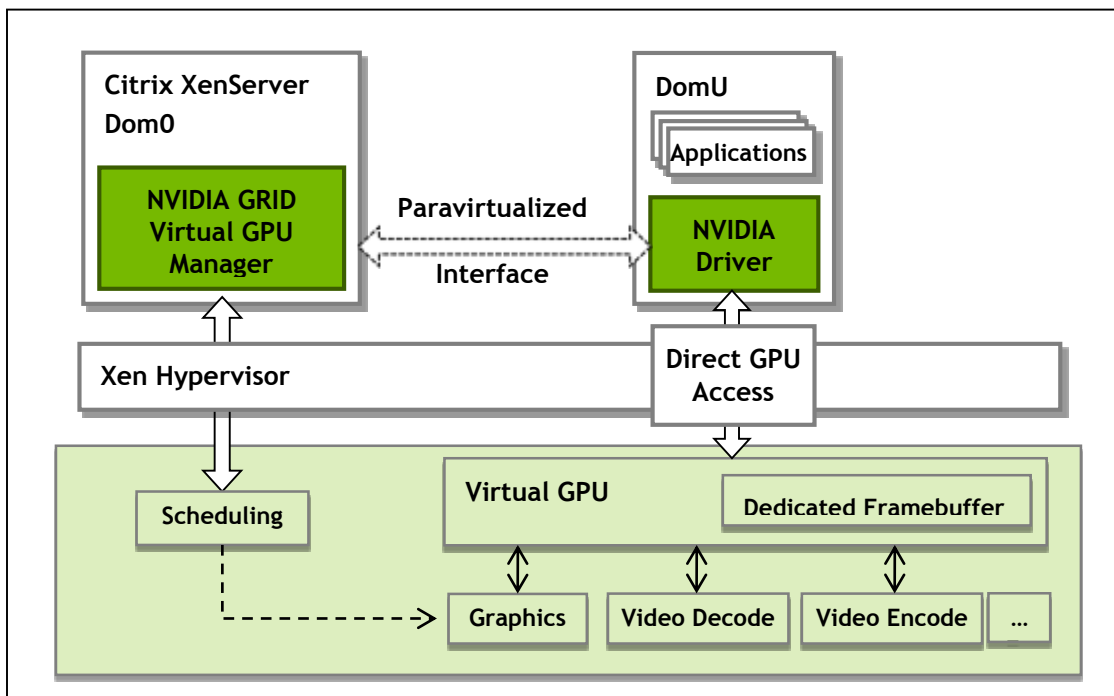 Citrix XenServer
Dom0
NVIDIA GRID
Virtual GPU
Manager
Paravirtualized
Interface
DomU
Applications
NVIDIA
Driver
Xen Hypervisor
Direct GPU
Access
Scheduling
Virtual GPU
Dedicated Framebuffer
Graphics
Video Decode
Video Encode
...